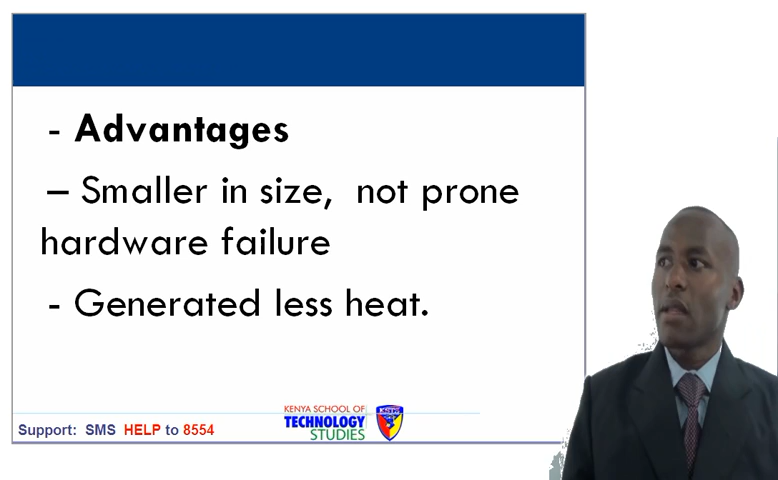 - Advantages
– Smaller in size, not prone
hardware failure
- Generated less heat.
Support: SMS HELP to 8554
KENYA SCHOOL OF
TECHNOLOGY
STUDIES